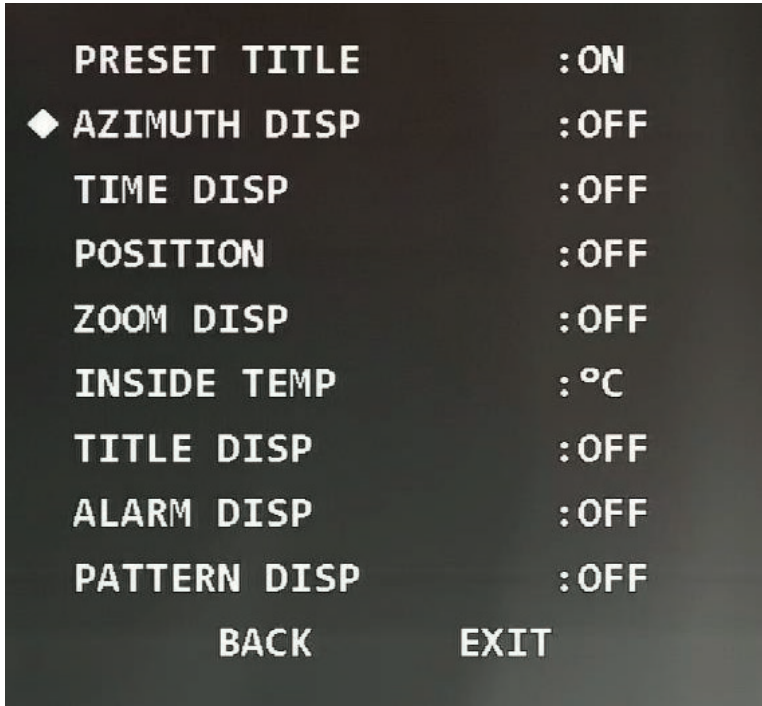 PRESET TITLE :ON
AZIMUTH DISP :OFF
TIME DISP :OFF
POSITION :OFF
ZOOM DISP :OFF
INSIDE TEMP :°C
TITLE DISP :OFF
ALARM DISP :OFF
PATTERN DISP :OFF
BACK EXIT